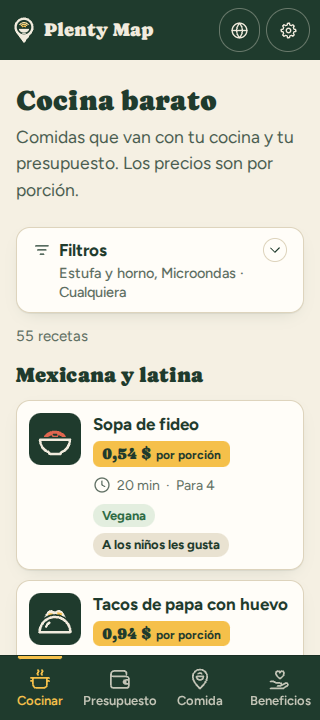 Plenty Map
Cocina barato
Comidas que van con tu cocina y tu
presupuesto. Los precios son por
porción.
Filtros
Estufa y horno, Microondas ·
Cualquiera
55 recetas
Mexicana y latina
Sopa de fideo
0,54 $ por porción
20 min · Para 4
Vegana
A los niños les gusta
Tacos de papa con huevo
0,94 $ por porción
Cocinar
Presupuesto
Comida
Beneficios